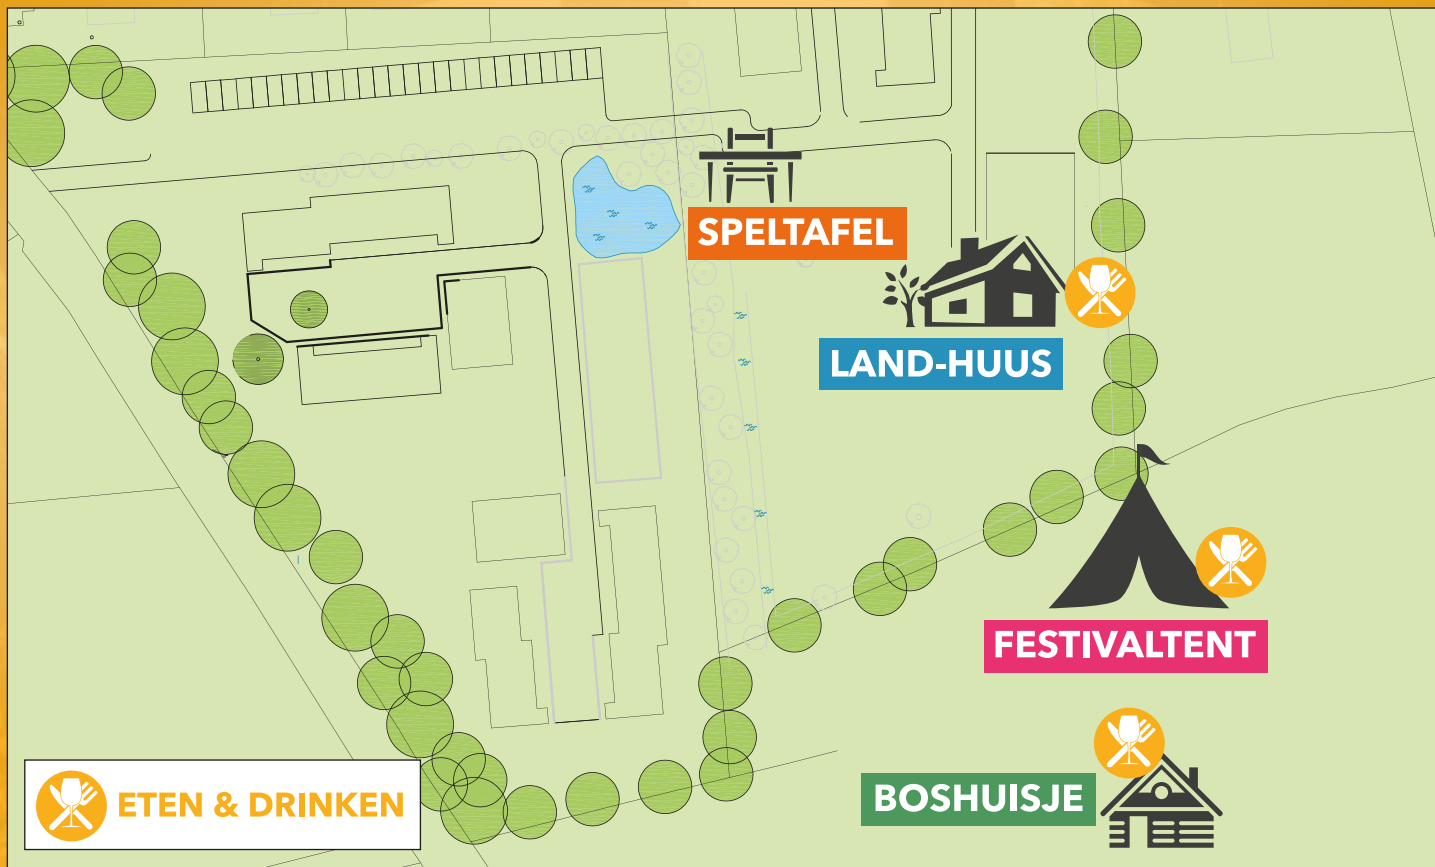 SPELTAFEL
LAND-HUUS
FESTIVALTENT
BOSHUISJE
ETEN & DRINKEN